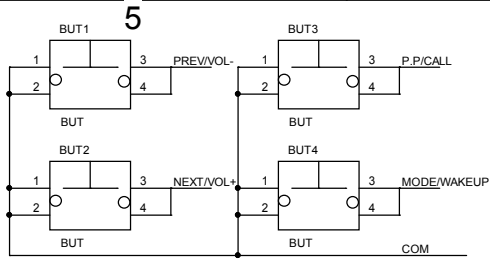 5
BUT1 BUT3
1 3 PREV/VOL- 1 3 P.P/CALL
2 4 2 4
BUT BUT
BUT2 BUT4
1 3 NEXT/VOL+ 1 3 MODE/WAKEUP
2 4 2 4
BUT BUT
COM